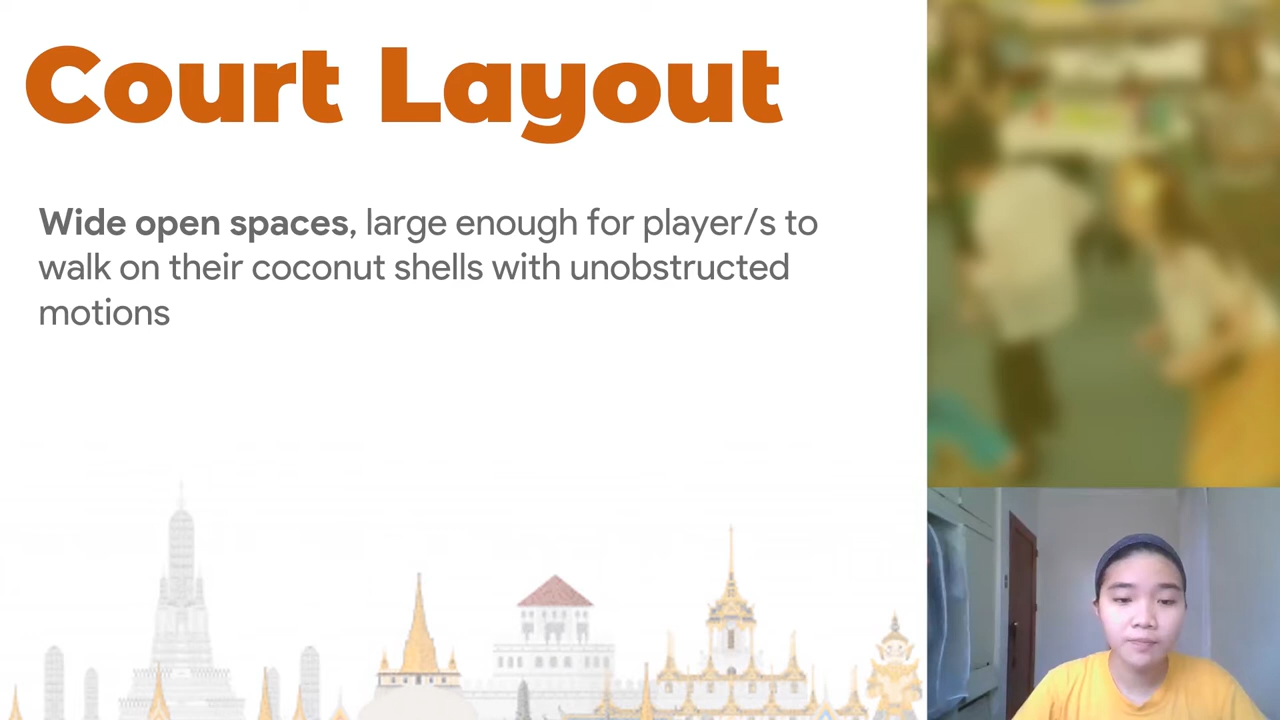 Court Layout
Wide open spaces, large enough for player/s to
walk on their coconut shells with unobstructed
motions